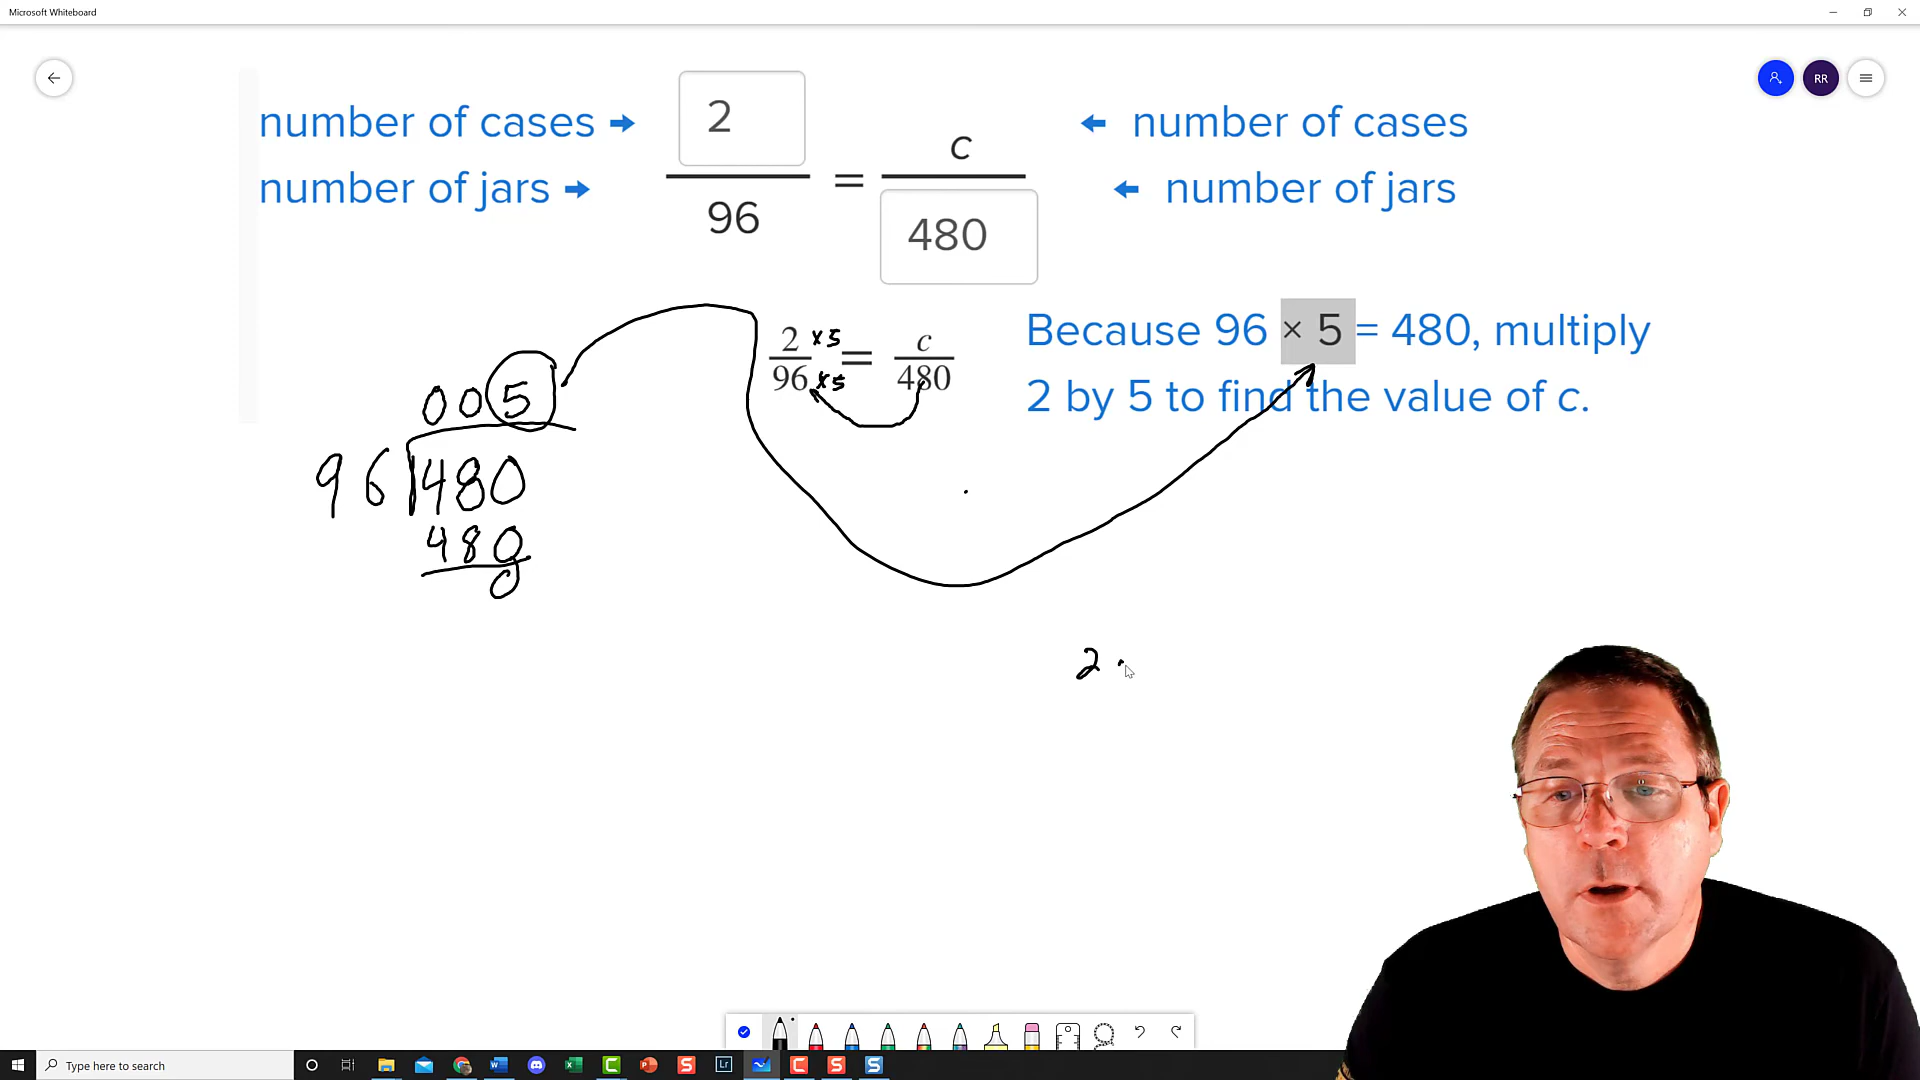 Microsoft Whiteboard
RR
number of cases → 2 c ← number of cases
=
number of jars → 96 480 ← number of jars
2 ×5 = c
96 ×5 480
Because 96 × 5 = 480, multiply
2 by 5 to find the value of c.
005
96 480
480
0
2 ·
Type here to search